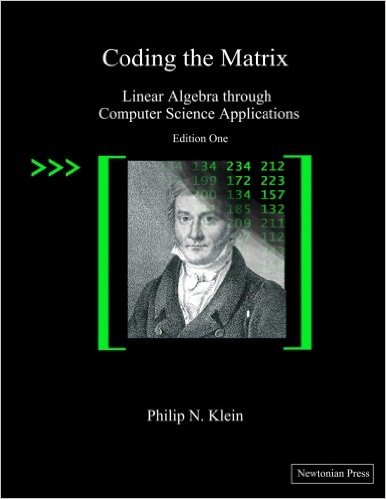 Coding the Matrix
Linear Algebra through
Computer Science Applications
Edition One
>>>
134 234 212
199 172 223
200 134 157
185 132
209 211
112
Philip N. Klein
Newtonian Press